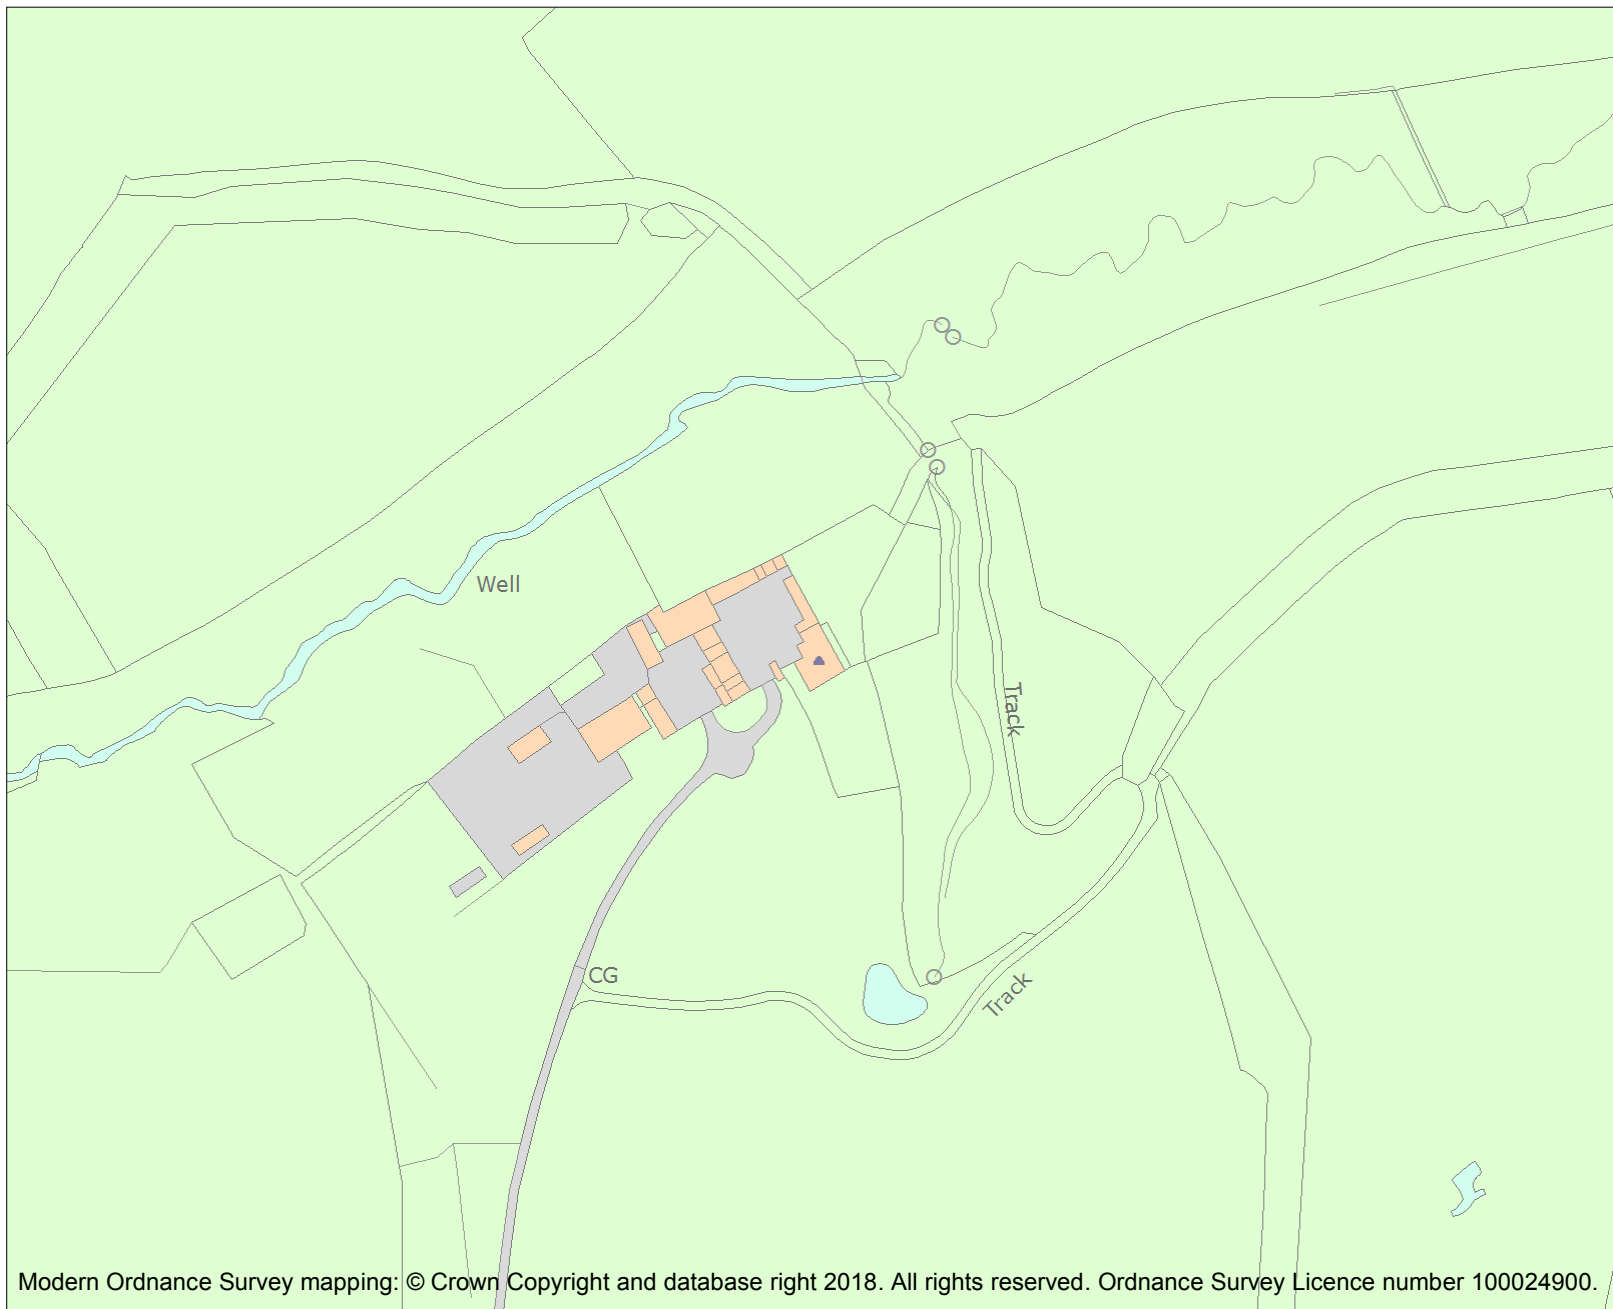 Well
Track
CG
Track
Modern Ordnance Survey mapping: © Crown Copyright and database right 2018. All rights reserved. Ordnance Survey Licence number 100024900.